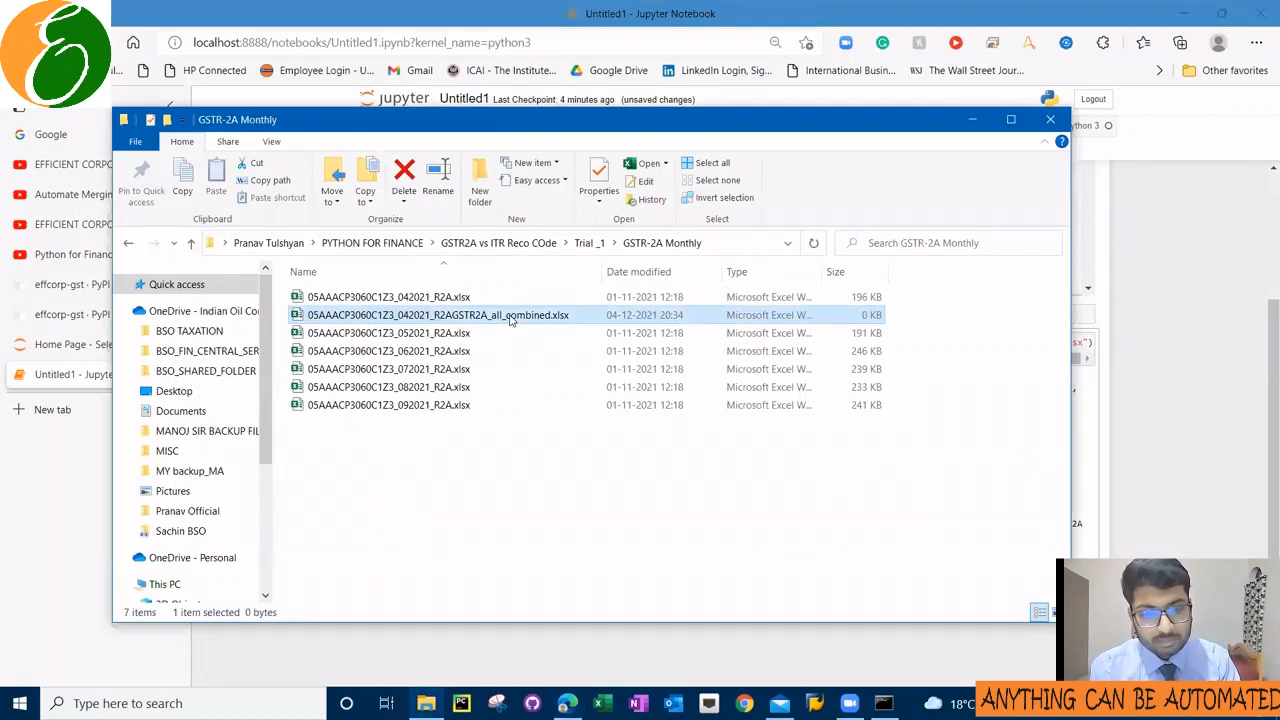 Untitled1 - Jupyter Notebook
localhost:8888/notebooks/Untitled1.ipynb?kernel_name=python3
HP Connected
Employee Login - U...
Gmail
ICAI - The Institute...
Google Drive
LinkedIn Login, Sig...
International Busin...
WSJ The Wall Street Jour...
Other favorites
Google
jupyter Untitled1 Last Checkpoint: 4 minutes ago (unsaved changes)
Logout
GSTR-2A Monthly
ython 3
EFFICIENT CORPO
Automate Merging
EFFICIENT CORPO
Python for Financ
effcorp-gst · PyPI
effcorp-gst · PyPI
Home Page - Selec
Untitled1 - Jupyte
New tab
File
Home
Share
View
Pin to Quick access
Copy
Paste
Cut
Copy path
Paste shortcut
Move to
Copy to
Delete
Rename
New folder
New item
Easy access
Properties
Open
Edit
History
Select all
Select none
Invert selection
Clipboard
Organize
New
Open
Select
Pranav Tulshyan
PYTHON FOR FINANCE
GSTR2A vs ITR Reco COde
Trial _1
GSTR-2A Monthly
Search GSTR-2A Monthly
Name
Date modified
Type
Size
05AAACP3060C1Z3_042021_R2A.xlsx 01-11-2021 12:18 Microsoft Excel W... 196 KB
05AAACP3060C1Z3_042021_R2AGSTR2A_all_combined.xlsx 04-12-2021 20:34 Microsoft Excel W... 0 KB
05AAACP3060C1Z3_052021_R2A.xlsx 01-11-2021 12:18 Microsoft Excel W... 191 KB
05AAACP3060C1Z3_062021_R2A.xlsx 01-11-2021 12:18 Microsoft Excel W... 246 KB
05AAACP3060C1Z3_072021_R2A.xlsx 01-11-2021 12:18 Microsoft Excel W... 239 KB
05AAACP3060C1Z3_082021_R2A.xlsx 01-11-2021 12:18 Microsoft Excel W... 233 KB
05AAACP3060C1Z3_092021_R2A.xlsx 01-11-2021 12:18 Microsoft Excel W... 241 KB
Quick access
OneDrive - Indian Oil Co
BSO TAXATION
BSO_FIN_CENTRAL_SER
BSO_SHARED_FOLDER
Desktop
Documents
MANOJ SIR BACKUP FIL
MISC
MY backup_MA
Pictures
Pranav Official
Sachin BSO
OneDrive - Personal
This PC
sx")
2A
7 items 1 item selected 0 bytes
Type here to search
18°C
ANYTHING CAN BE AUTOMATED